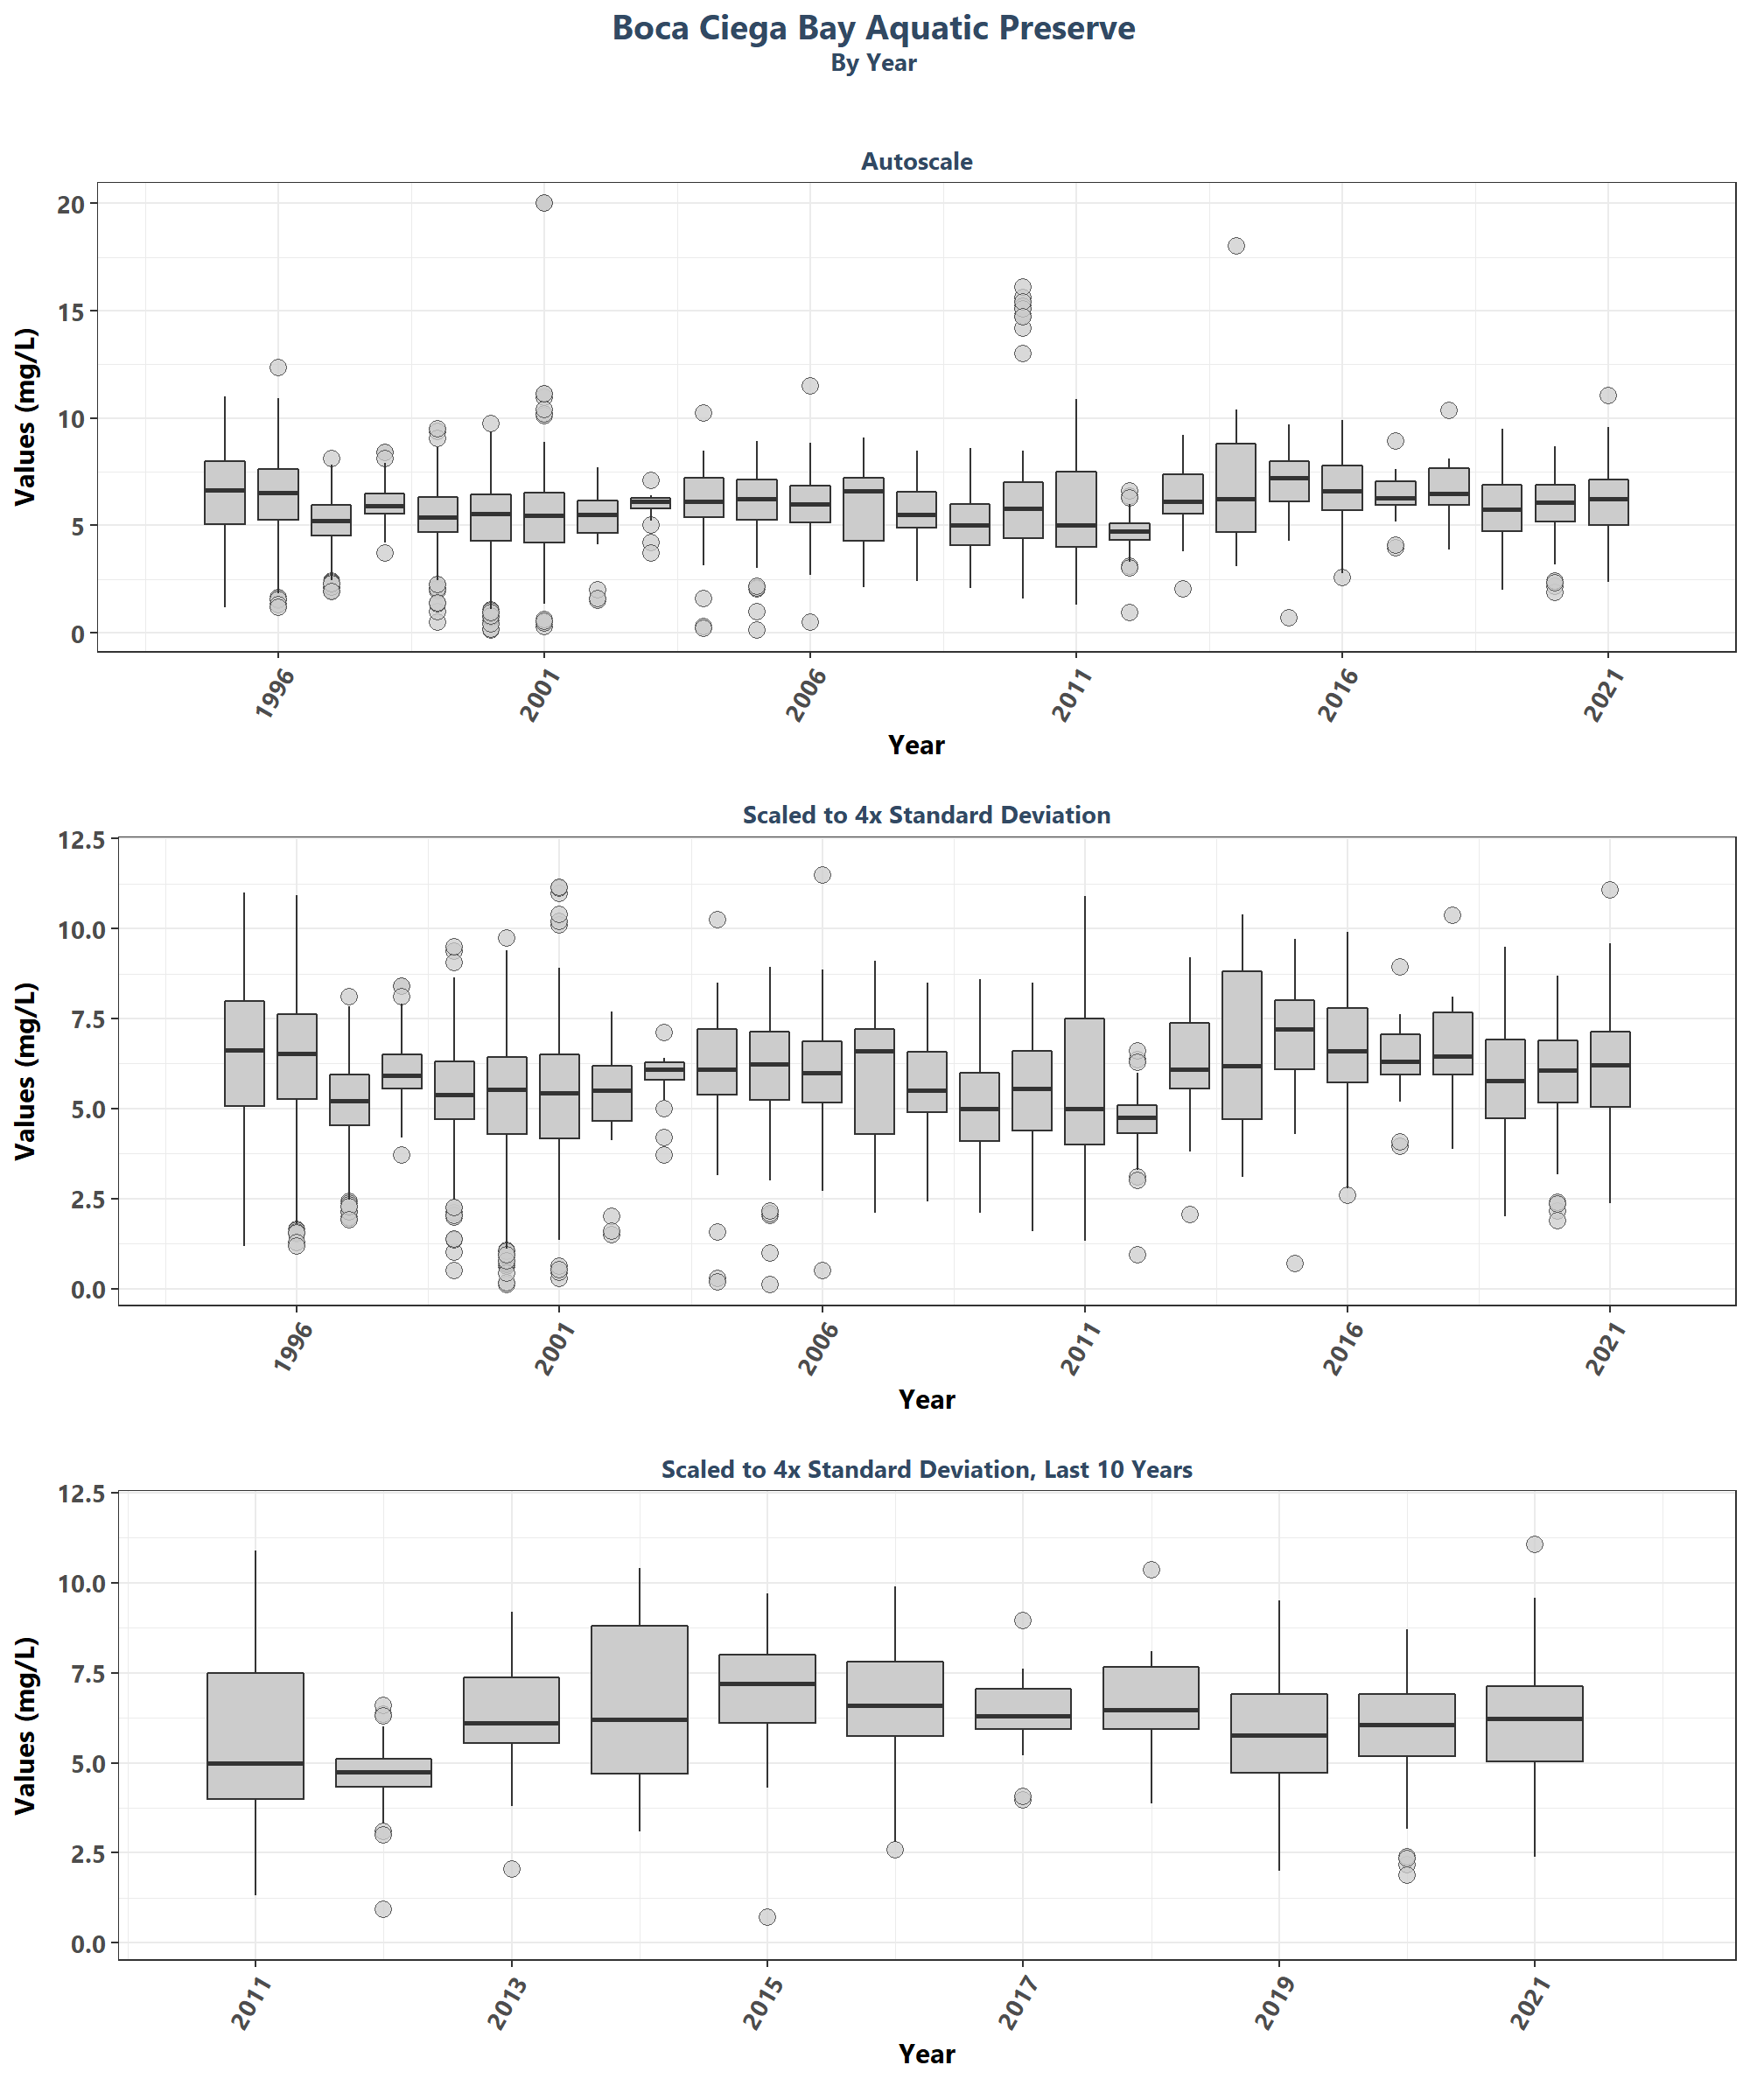 Boca Ciega Bay Aquatic Preserve
By Year
Autoscale
Values (mg/L)
20
15
10
5
0
1996 2001 2006 2011 2016 2021
Year
Scaled to 4x Standard Deviation
Values (mg/L)
12.5
10.0
7.5
5.0
2.5
0.0
1996 2001 2006 2011 2016 2021
Year
Scaled to 4x Standard Deviation, Last 10 Years
Values (mg/L)
12.5
10.0
7.5
5.0
2.5
0.0
2011 2013 2015 2017 2019 2021
Year